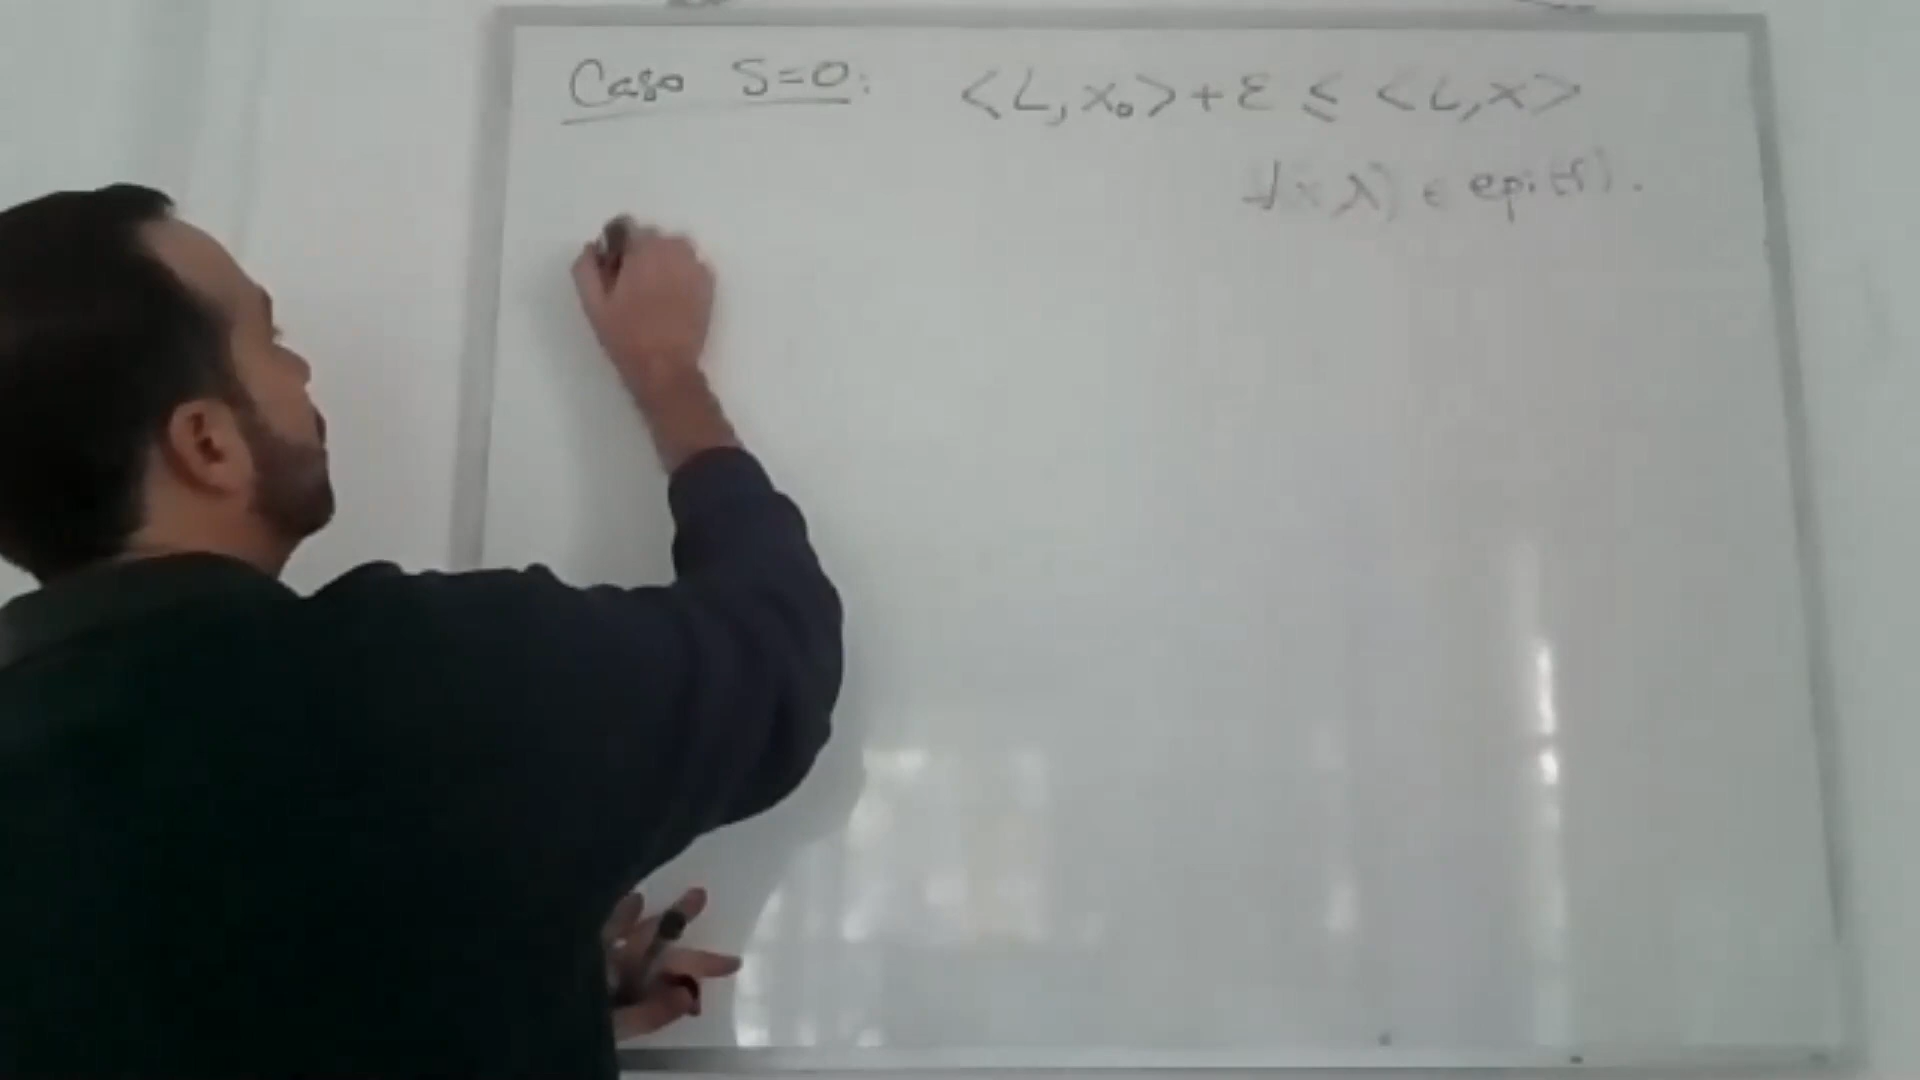 Caso S=0: <L,x₀>+ε ≤ <L,x>
∀(x,λ) ∈ epi(f).